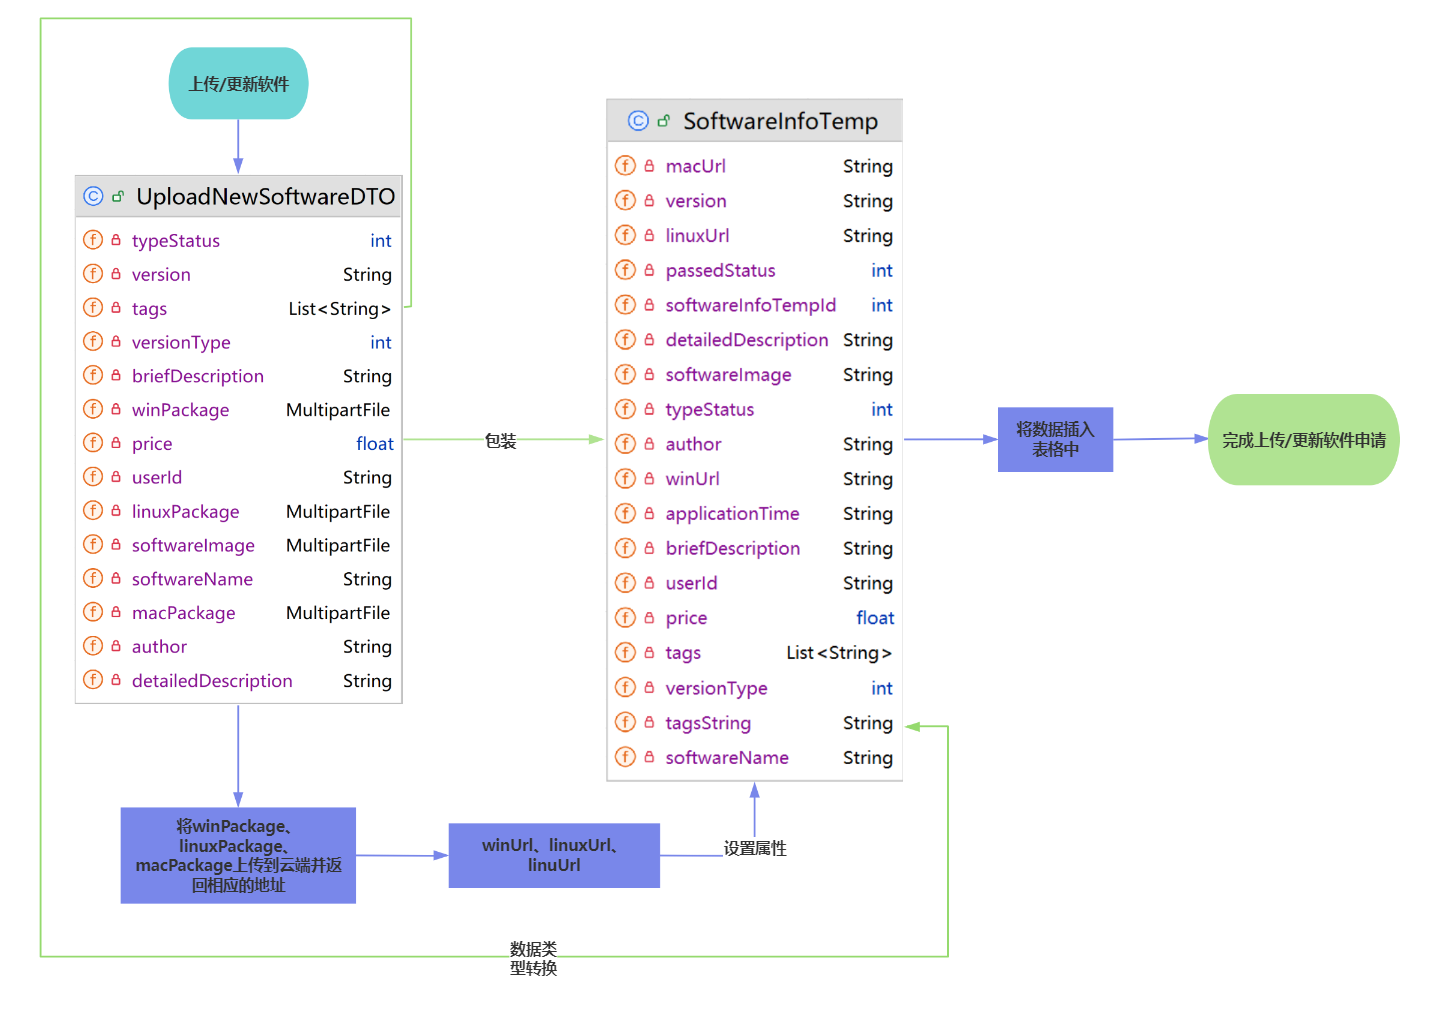 上传/更新软件
UploadNewSoftwareDTO
typeStatus int
version String
tags List<String>
versionType int
briefDescription String
winPackage MultipartFile
price float
userId String
linuxPackage MultipartFile
softwareImage MultipartFile
softwareName String
macPackage MultipartFile
author String
detailedDescription String
包装
SoftwareInfoTemp
macUrl String
version String
linuxUrl String
passedStatus int
softwareInfoTempId int
detailedDescription String
softwareImage String
typeStatus int
author String
winUrl String
applicationTime String
briefDescription String
userId String
price float
tags List<String>
versionType int
tagsString String
softwareName String
将数据插入
表格中
完成上传/更新软件申请
将winPackage、
linuxPackage、
macPackage上传到云端并返
回相应的地址
winUrl、linuxUrl、
linuUrl
设置属性
数据类
型转换